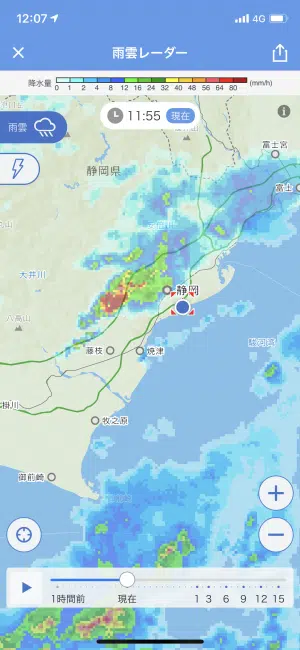 12:07
4G
雨雲レーダー
降水量 0 1 2 4 8 12 16 24 32 40 48 56 64 80 (mm/h)
11:55 現在
雨雲
富士宮
静岡県
富士
大井川
静岡
八高山
駿河湾
藤枝
焼津
掛川
牧之原
御前崎
1時間前 現在 1 3 6 9 12 15